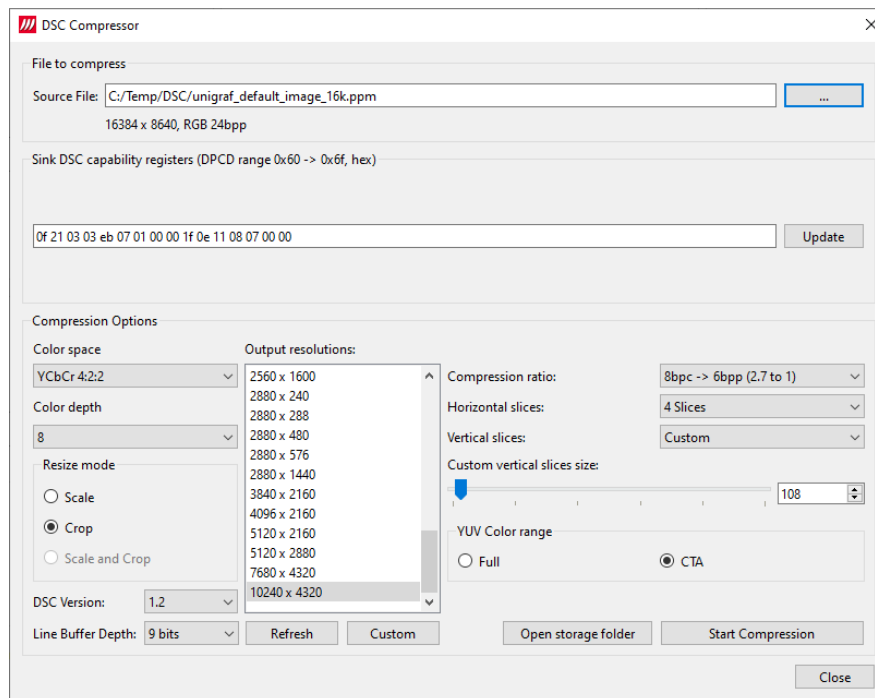 DSC Compressor
File to compress
Source File: C:/Temp/DSC/unigraf_default_image_16k.ppm ...
16384 x 8640, RGB 24bpp
Sink DSC capability registers (DPCD range 0x60 -> 0x6f, hex)
0f 21 03 03 eb 07 01 00 00 1f 0e 11 08 07 00 00 Update
Compression Options
Color space
YCbCr 4:2:2
Color depth
8
Resize mode
Scale
Crop
Scale and Crop
DSC Version: 1.2
Line Buffer Depth: 9 bits
Output resolutions:
2560 x 1600
2880 x 240
2880 x 288
2880 x 480
2880 x 576
2880 x 1440
3840 x 2160
4096 x 2160
5120 x 2160
5120 x 2880
7680 x 4320
10240 x 4320
Refresh Custom
Compression ratio: 8bpc -> 6bpp (2.7 to 1)
Horizontal slices: 4 Slices
Vertical slices: Custom
Custom vertical slices size:
108
YUV Color range
Full CTA
Open storage folder Start Compression
Close